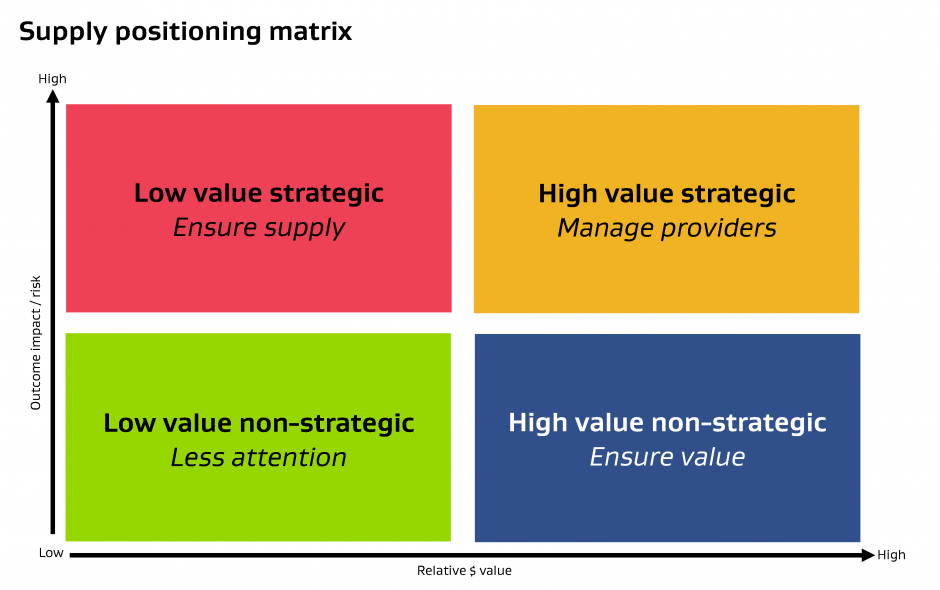 Supply positioning matrix
High
Low value strategic
Ensure supply
High value strategic
Manage providers
Outcome impact / risk
Low value non-strategic
Less attention
High value non-strategic
Ensure value
Low
High
Relative $ value